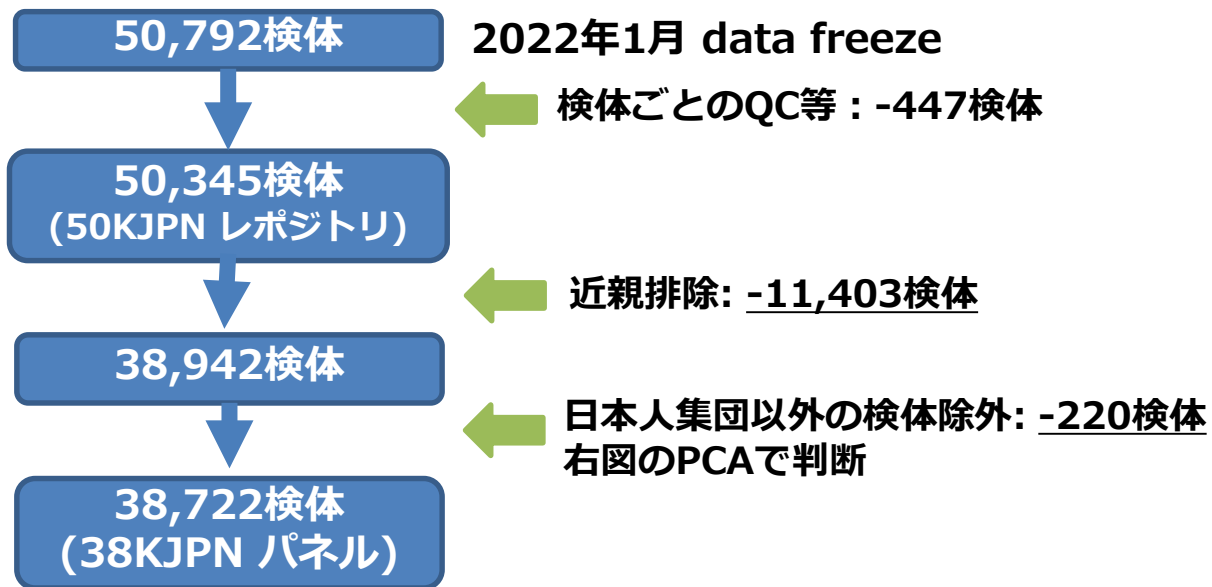 50,792検体
2022年1月 data freeze
検体ごとのQC等：-447検体
50,345検体
(50KJPN レポジトリ)
近親排除: -11,403検体
38,942検体
日本人集団以外の検体除外: -220検体
右図のPCAで判断
38,722検体
(38KJPN パネル)